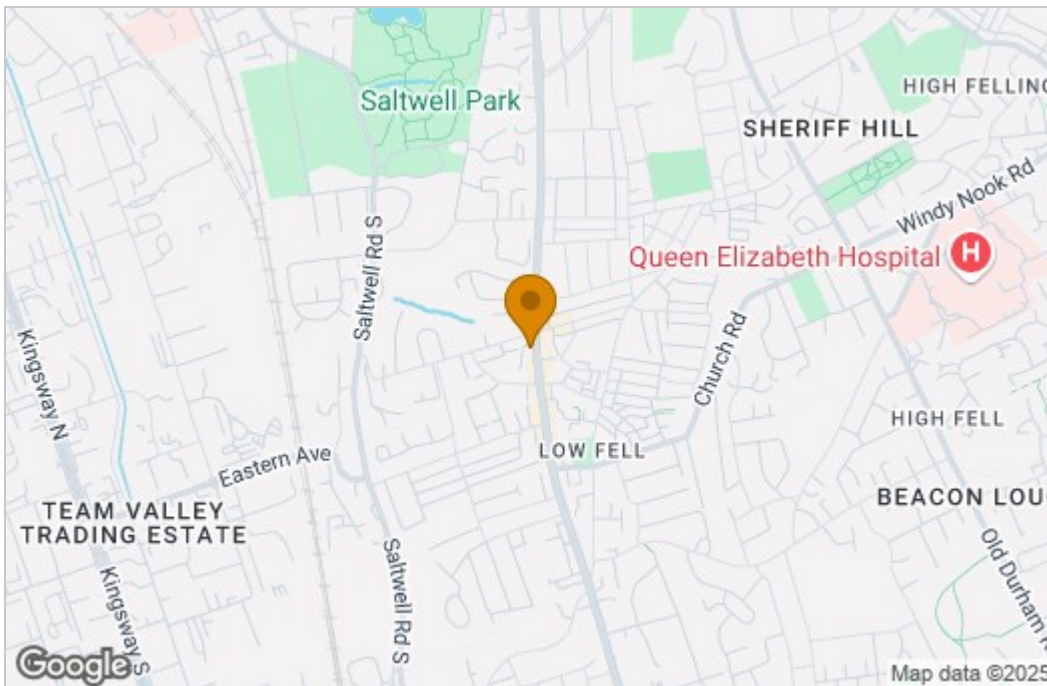 HIGH FELLING
Saltwell Park
SHERIFF HILL
Windy Nook Rd
Queen Elizabeth Hospital
H
Saltwell Rd S
Church Rd
Kingsway N
HIGH FELL
LOW FELL
Eastern Ave
BEACON LOU
TEAM VALLEY
TRADING ESTATE
Old Durham R
Saltwell Rd S
Kingsway S
Google
Map data ©2025